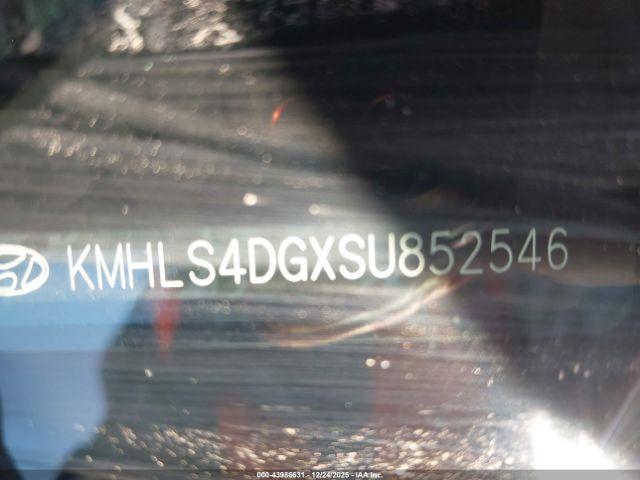 KMHLS4DGXSU852546
000-43986631 - 12/24/2025 - IAA Inc.